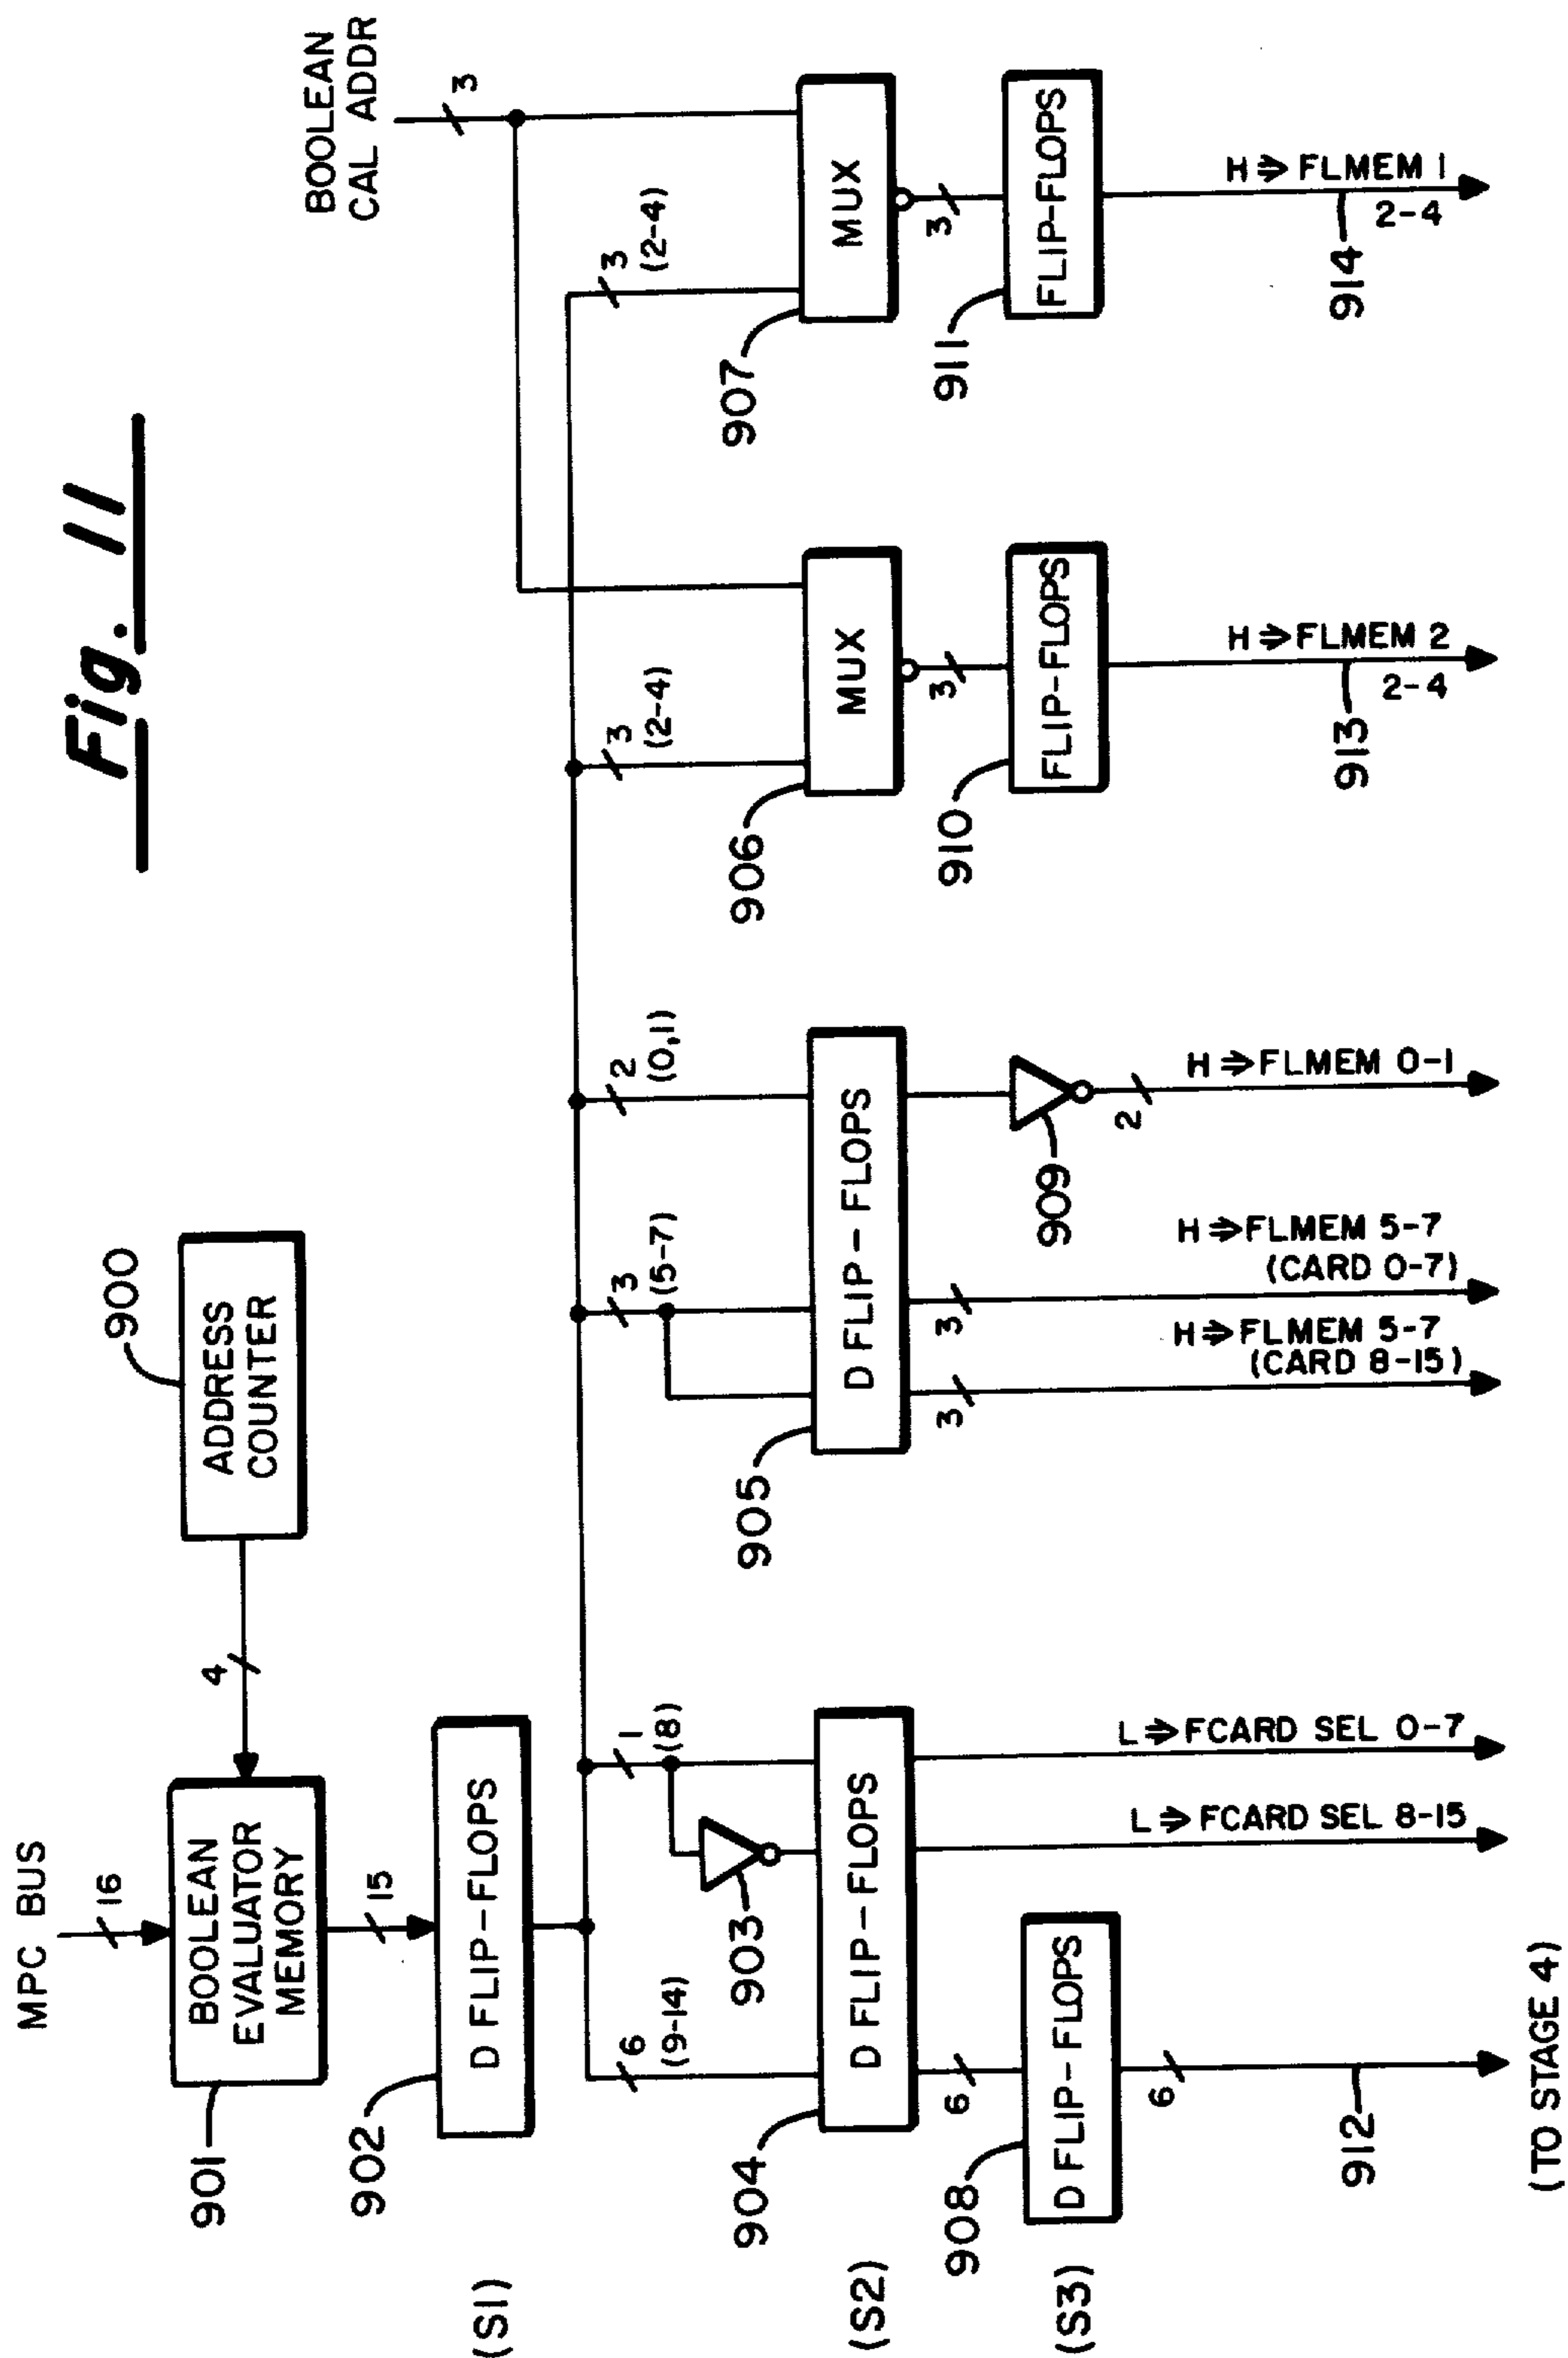 Fig. 11
MPC BUS
16
901
BOOLEAN
EVALUATOR
MEMORY
4
ADDRESS
COUNTER
900
15
902
D FLIP-FLOPS
(S1)
BOOLEAN
CAL ADDR
3
6
(9-14)
1
(8)
903
3
(5-7)
2
(0,1)
3
(2-4)
3
(2-4)
904
D FLIP-FLOPS
(S2)
905
D FLIP-FLOPS
906
MUX
907
MUX
6
908
D FLIP-FLOPS
(S3)
3
3
909
2
3
910
FLIP-FLOPS
3
911
FLIP-FLOPS
6
912
(TO STAGE 4)
L ⇒ FCARD SEL 8-15
L ⇒ FCARD SEL 0-7
H ⇒ FLMEM 5-7
(CARD 8-15)
H ⇒ FLMEM 5-7
(CARD 0-7)
H ⇒ FLMEM 0-1
H ⇒ FLMEM 2
2-4
913
H ⇒ FLMEM 1
2-4
914